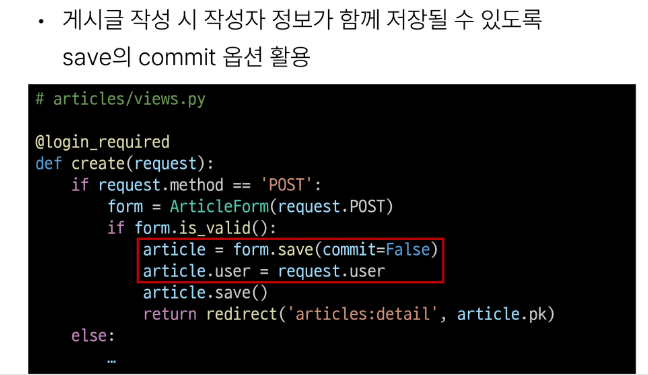 • 게시글 작성 시 작성자 정보가 함께 저장될 수 있도록
save의 commit 옵션 활용
# articles/views.py
@login_required
def create(request):
    if request.method == 'POST':
        form = ArticleForm(request.POST)
        if form.is_valid():
            article = form.save(commit=False)
            article.user = request.user
            article.save()
            return redirect('articles:detail', article.pk)
    else:
        …